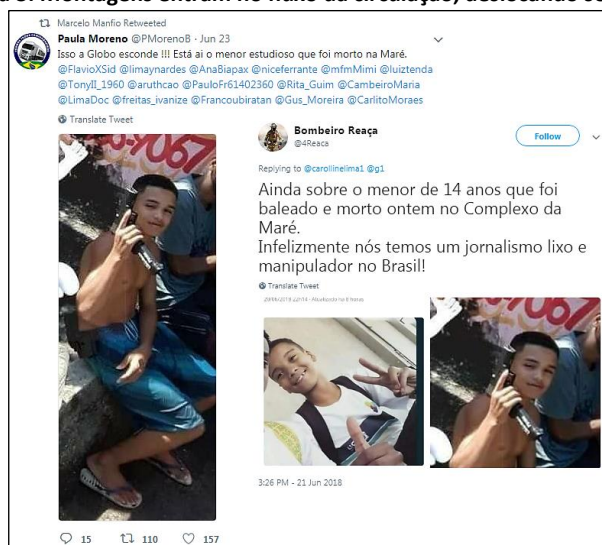 Marcelo Manfio Retweeted
Paula Moreno @PMorenoB · Jun 23
Isso a Globo esconde !!! Está ai o menor estudioso que foi morto na Maré.
@FlavioXSid @limaynardes @AnaBiapax @niceferrante @mfmMimi @luiztenda
@TonyII_1960 @aruthcao @PauloFr61402360 @Rita_Guim @CambeiroMaria
@LimaDoc @freitas_ivanize @Francoubiratan @Gus_Moreira @CarlitoMoraes
Translate Tweet
15 110 157
Bombeiro Reaça
@4Reaca
Follow
Replying to @carollinelima1 @g1
Ainda sobre o menor de 14 anos que foi
baleado e morto ontem no Complexo da
Maré.
Infelizmente nós temos um jornalismo lixo e
manipulador no Brasil!
Translate Tweet
3:26 PM - 21 Jun 2018